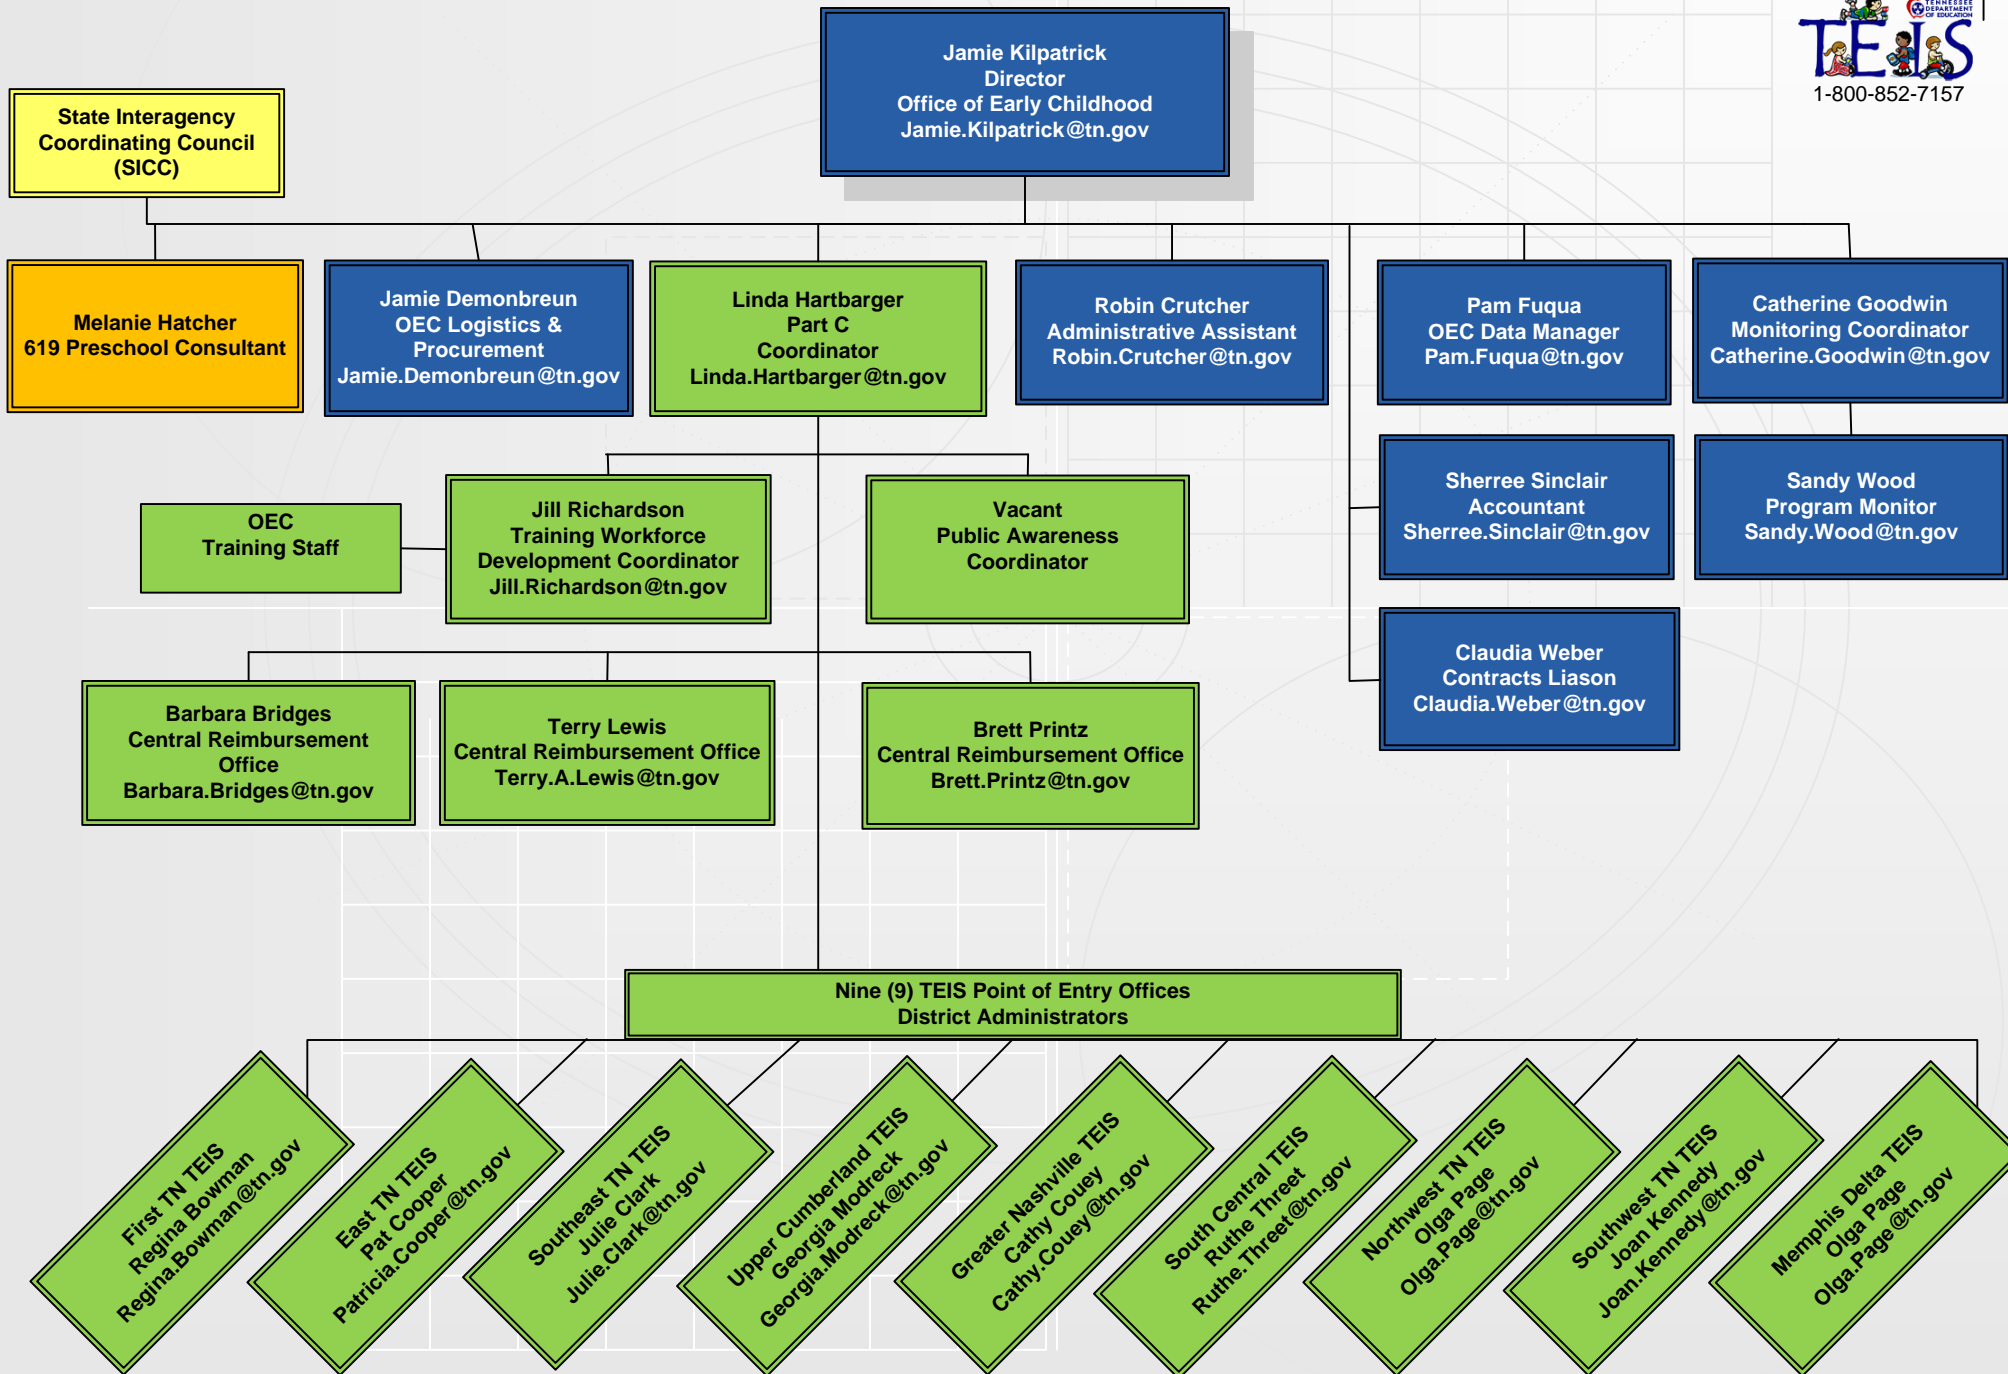 TENNESSEE
DEPARTMENT
OF EDUCATION
TEIS
1-800-852-7157
Jamie Kilpatrick
Director
Office of Early Childhood
Jamie.Kilpatrick@tn.gov
State Interagency
Coordinating Council
(SICC)
Melanie Hatcher
619 Preschool Consultant
Jamie Demonbreun
OEC Logistics &
Procurement
Jamie.Demonbreun@tn.gov
Linda Hartbarger
Part C
Coordinator
Linda.Hartbarger@tn.gov
Robin Crutcher
Administrative Assistant
Robin.Crutcher@tn.gov
Pam Fuqua
OEC Data Manager
Pam.Fuqua@tn.gov
Catherine Goodwin
Monitoring Coordinator
Catherine.Goodwin@tn.gov
OEC
Training Staff
Jill Richardson
Training Workforce
Development Coordinator
Jill.Richardson@tn.gov
Vacant
Public Awareness
Coordinator
Sherree Sinclair
Accountant
Sherree.Sinclair@tn.gov
Sandy Wood
Program Monitor
Sandy.Wood@tn.gov
Barbara Bridges
Central Reimbursement
Office
Barbara.Bridges@tn.gov
Terry Lewis
Central Reimbursement Office
Terry.A.Lewis@tn.gov
Brett Printz
Central Reimbursement Office
Brett.Printz@tn.gov
Claudia Weber
Contracts Liason
Claudia.Weber@tn.gov
Nine (9) TEIS Point of Entry Offices
District Administrators
First TN TEIS
Regina Bowman
Regina.Bowman@tn.gov
East TN TEIS
Pat Cooper
Patricia.Cooper@tn.gov
Southeast TN TEIS
Julie Clark
Julie.Clark@tn.gov
Upper Cumberland TEIS
Georgia Modreck
Georgia.Modreck@tn.gov
Greater Nashville TEIS
Cathy Couey
Cathy.Couey@tn.gov
South Central TEIS
Ruthe Threet
Ruthe.Threet@tn.gov
Northwest TN TEIS
Olga Page
Olga.Page@tn.gov
Southwest TN TEIS
Joan Kennedy
Joan.Kennedy@tn.gov
Memphis Delta TEIS
Olga Page
Olga.Page@tn.gov